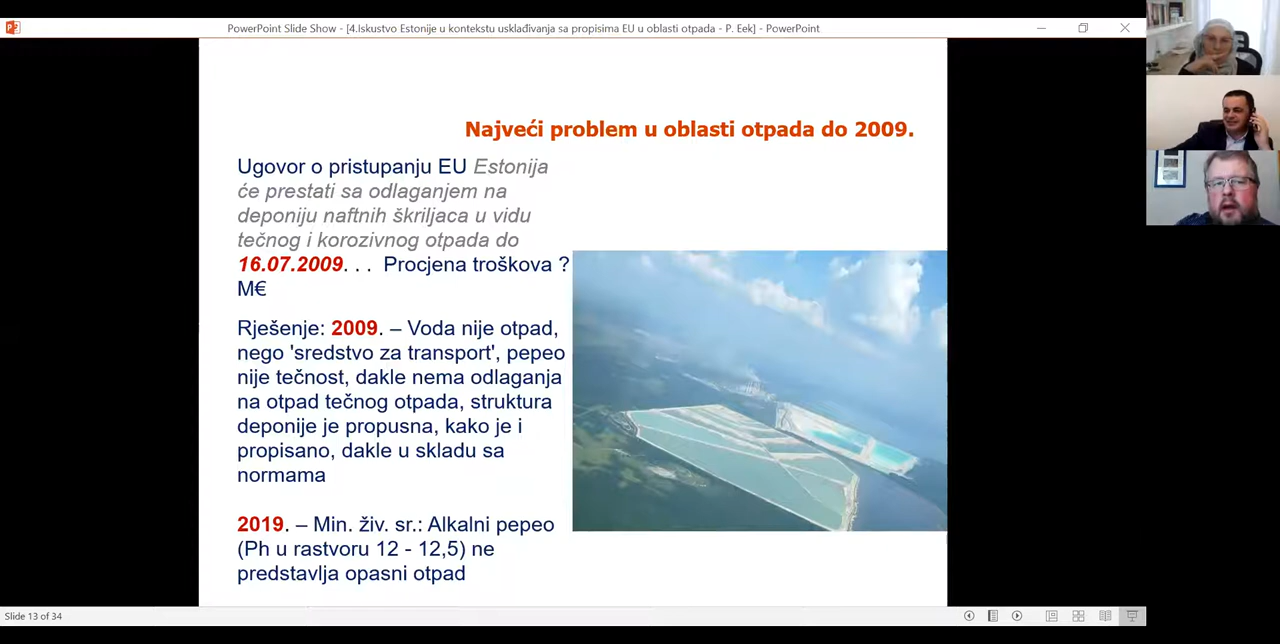 PowerPoint Slide Show - [4.Iskustvo Estonije u kontekstu usklađivanja sa propisima EU u oblasti otpada - P. Eek] - PowerPoint
Najveći problem u oblasti otpada do 2009.
Ugovor o pristupanju EU Estonija
će prestati sa odlaganjem na
deponiju naftnih škriljaca u vidu
tečnog i korozivnog otpada do
16.07.2009. . . Procjena troškova ?
M€
Rješenje: 2009. – Voda nije otpad,
nego 'sredstvo za transport', pepeo
nije tečnost, dakle nema odlaganja
na otpad tečnog otpada, struktura
deponije je propusna, kako je i
propisano, dakle u skladu sa
normama
2019. – Min. živ. sr.: Alkalni pepeo
(Ph u rastvoru 12 - 12,5) ne
predstavlja opasni otpad
Slide 13 of 34